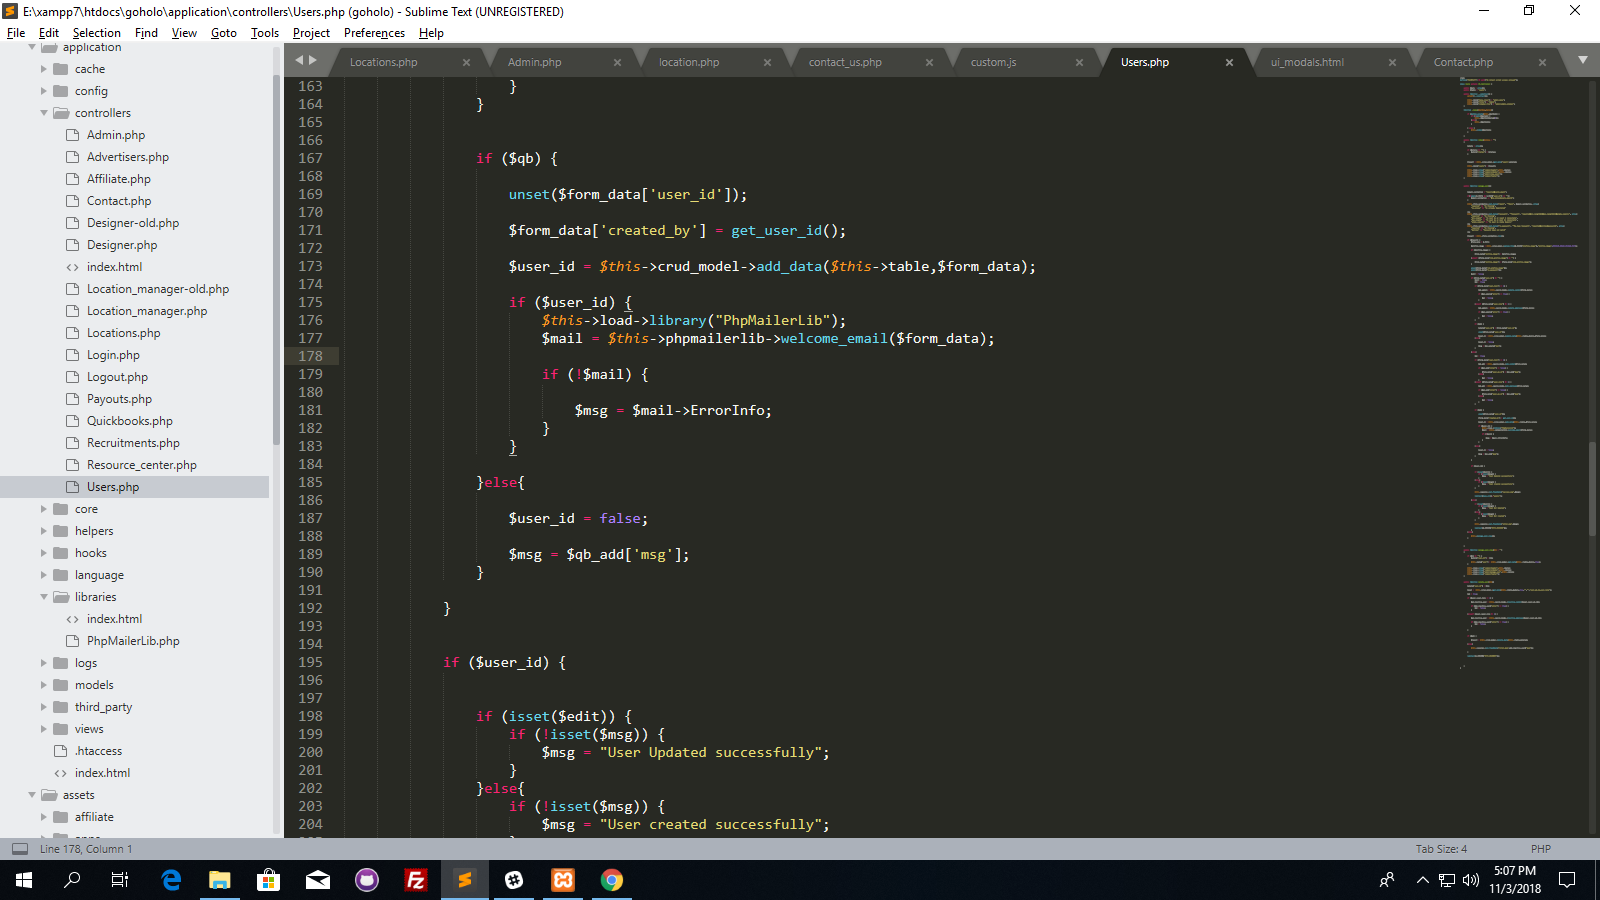 E:\xampp7\htdocs\goholo\application\controllers\Users.php (goholo) - Sublime Text (UNREGISTERED)
File Edit Selection Find View Goto Tools Project Preferences Help
Locations.php Admin.php location.php contact_us.php custom.js Users.php ui_modals.html Contact.php
application
cache
config
controllers
Admin.php
Advertisers.php
Affiliate.php
Contact.php
Designer-old.php
Designer.php
index.html
Location_manager-old.php
Location_manager.php
Locations.php
Login.php
Logout.php
Payouts.php
Quickbooks.php
Recruitments.php
Resource_center.php
Users.php
core
helpers
hooks
language
libraries
index.html
PhpMailerLib.php
logs
models
third_party
views
.htaccess
index.html
assets
affiliate
163 }
164 }
165
166
167 if ($qb) {
168
169 unset($form_data['user_id']);
170
171 $form_data['created_by'] = get_user_id();
172
173 $user_id = $this->crud_model->add_data($this->table,$form_data);
174
175 if ($user_id) {
176 $this->load->library("PhpMailerLib");
177 $mail = $this->phpmailerlib->welcome_email($form_data);
178
179 if (!$mail) {
180
181 $msg = $mail->ErrorInfo;
182 }
183 }
184
185 }else{
186
187 $user_id = false;
188
189 $msg = $qb_add['msg'];
190 }
191
192 }
193
194
195 if ($user_id) {
196
197
198 if (isset($edit)) {
199 if (!isset($msg)) {
200 $msg = "User Updated successfully";
201 }
202 }else{
203 if (!isset($msg)) {
204 $msg = "User created successfully";
Line 178, Column 1 Tab Size: 4 PHP
5:07 PM
11/3/2018